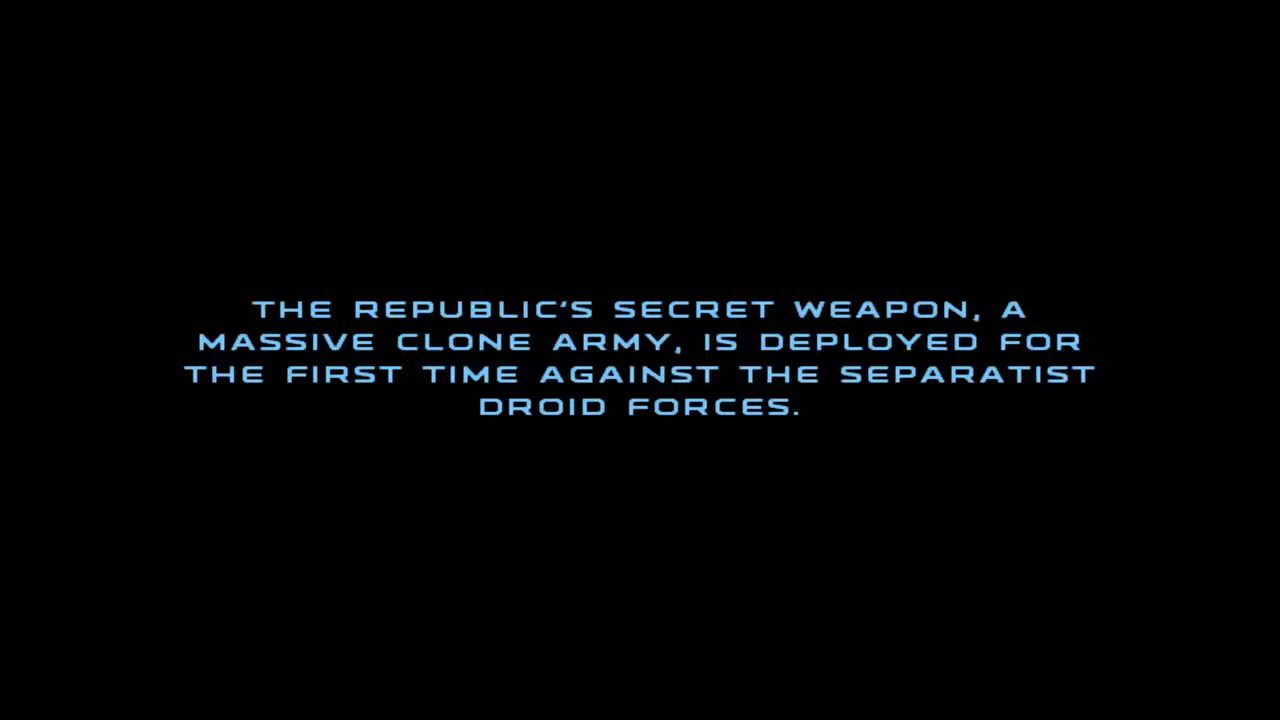 THE REPUBLIC'S SECRET WEAPON, A
MASSIVE CLONE ARMY, IS DEPLOYED FOR
THE FIRST TIME AGAINST THE SEPARATIST
DROID FORCES.